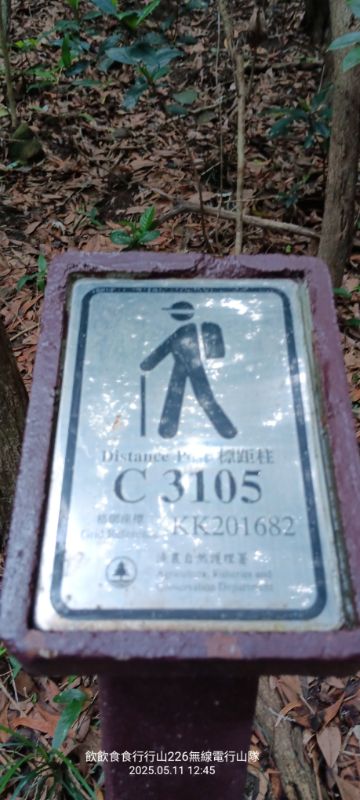 Distance Post 標距柱
C 3105
格網座標
Grid Reference KK201682
漁農自然護理署
Agriculture, Fisheries and
Conservation Department
飲飲食食行行山226無線電行山隊
2025.05.11 12:45